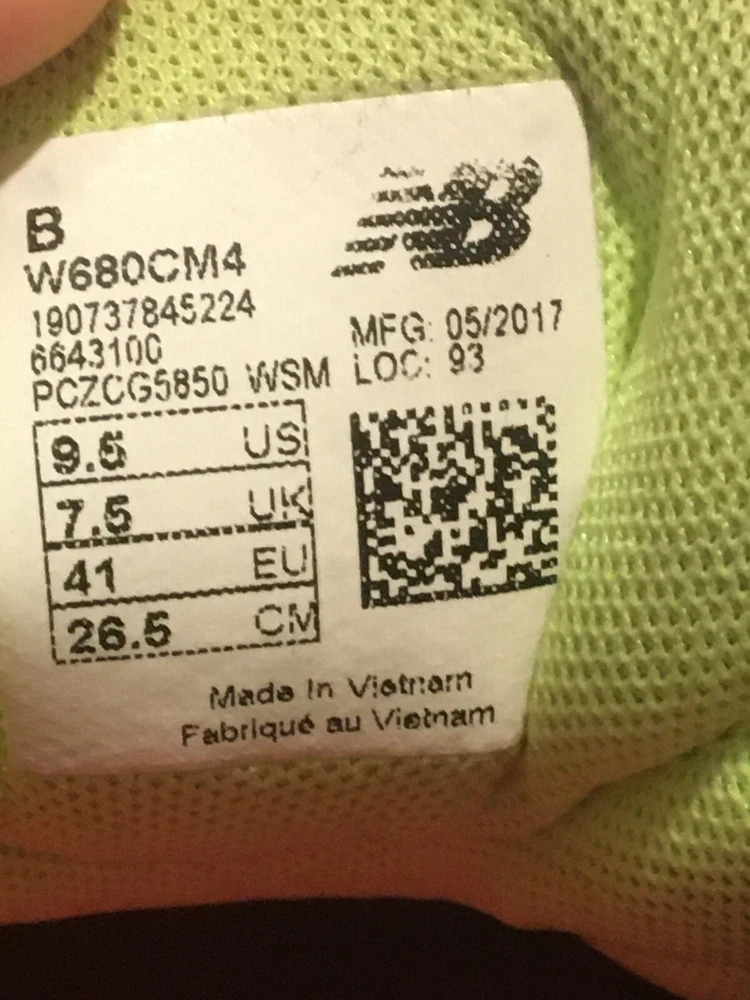 B
W680CM4
190737845224
6643100
PCZCG5850 WSM
MFG: 05/2017
LOC: 93
9.5 US
7.5 UK
41 EU
26.5 CM
Made In Vietnam
Fabriqué au Vietnam